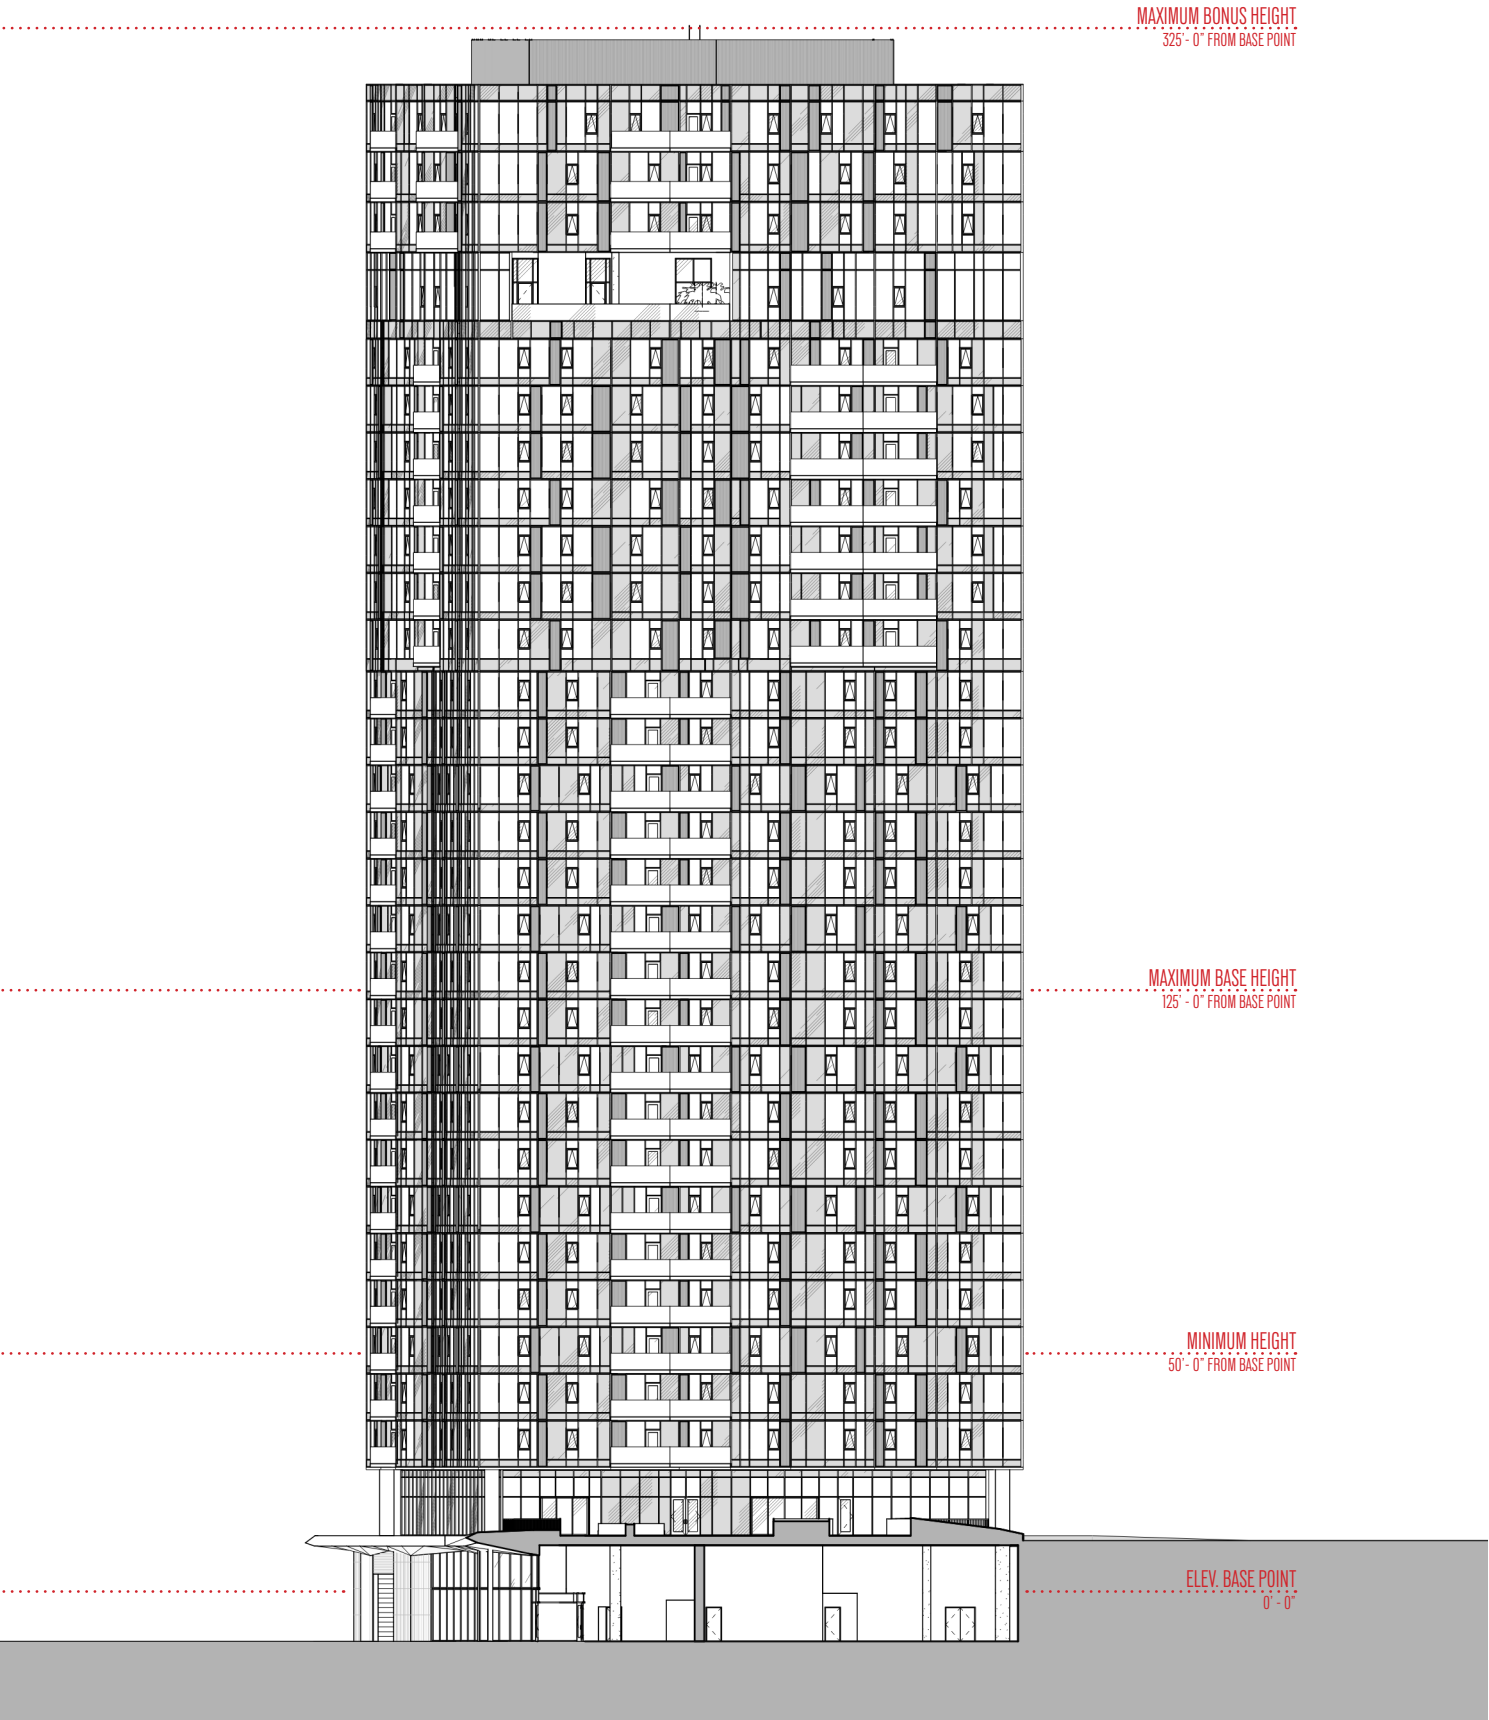 MAXIMUM BONUS HEIGHT
325'- 0" FROM BASE POINT
MAXIMUM BASE HEIGHT
125' - 0" FROM BASE POINT
MINIMUM HEIGHT
50'- 0" FROM BASE POINT
ELEV. BASE POINT
0' - 0"